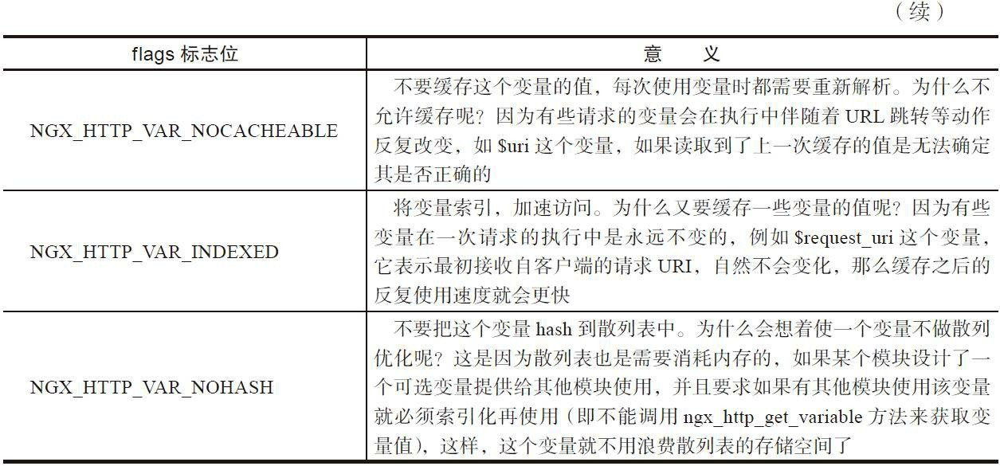 （续）
flags 标志位
意 义
不要缓存这个变量的值，每次使用变量时都需要重新解析。为什么不
允许缓存呢？因为有些请求的变量会在执行中伴随着 URL 跳转等动作
NGX_HTTP_VAR_NOCACHEABLE
反复改变，如 $uri 这个变量，如果读取到了上一次缓存的值是无法确定
其是否正确的
将变量索引，加速访问。为什么又要缓存一些变量的值呢？因为有些
变量在一次请求的执行中是永远不变的，例如 $request_uri 这个变量，
NGX_HTTP_VAR_INDEXED
它表示最初接收自客户端的请求 URI，自然不会变化，那么缓存之后的
反复使用速度就会更快
不要把这个变量 hash 到散列表中。为什么会想着使一个变量不做散列
优化呢？这是因为散列表也是需要消耗内存的，如果某个模块设计了一
NGX_HTTP_VAR_NOHASH
个可选变量提供给其他模块使用，并且要求如果有其他模块使用该变量
就必须索引化再使用（即不能调用 ngx_http_get_variable 方法来获取变
量值），这样，这个变量就不用浪费散列表的存储空间了